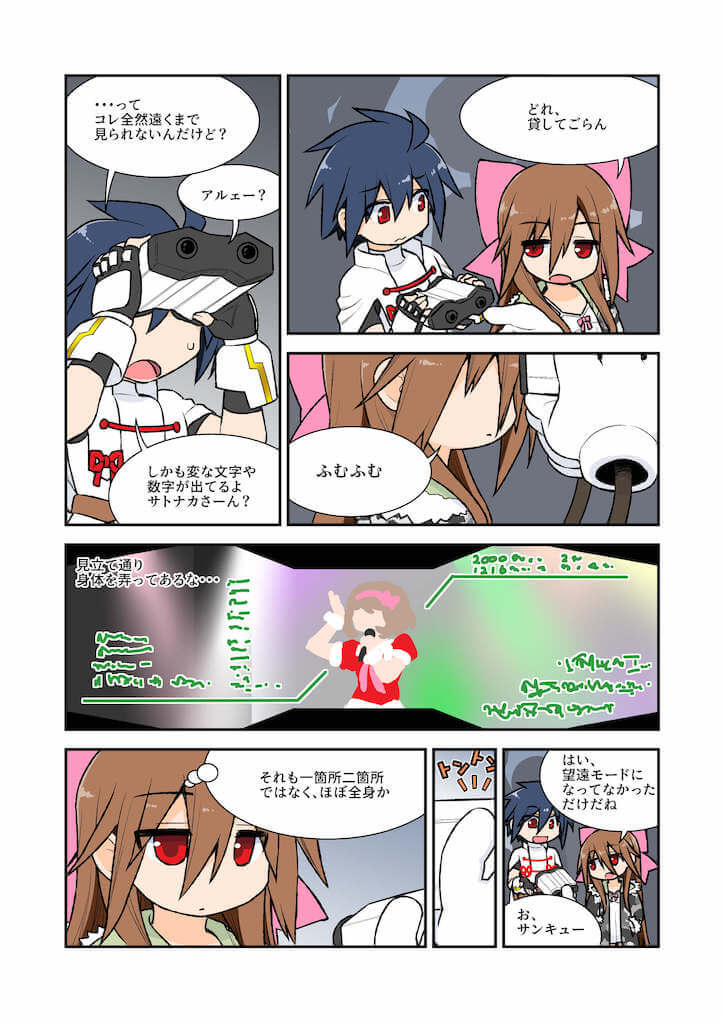 ・・・って
コレ全然遠くまで
見られないんだけど？
アルェー？
しかも変な文字や
数字が出てるよ
サトナカさーん？
どれ、
貸してごらん
ふむふむ
見立て通り
身体を弄ってあるな・・・
2000
1216
それも一箇所二箇所
ではなく、ほぼ全身か
トントン
はい、
望遠モードに
なってなかった
だけだね
お、
サンキュー